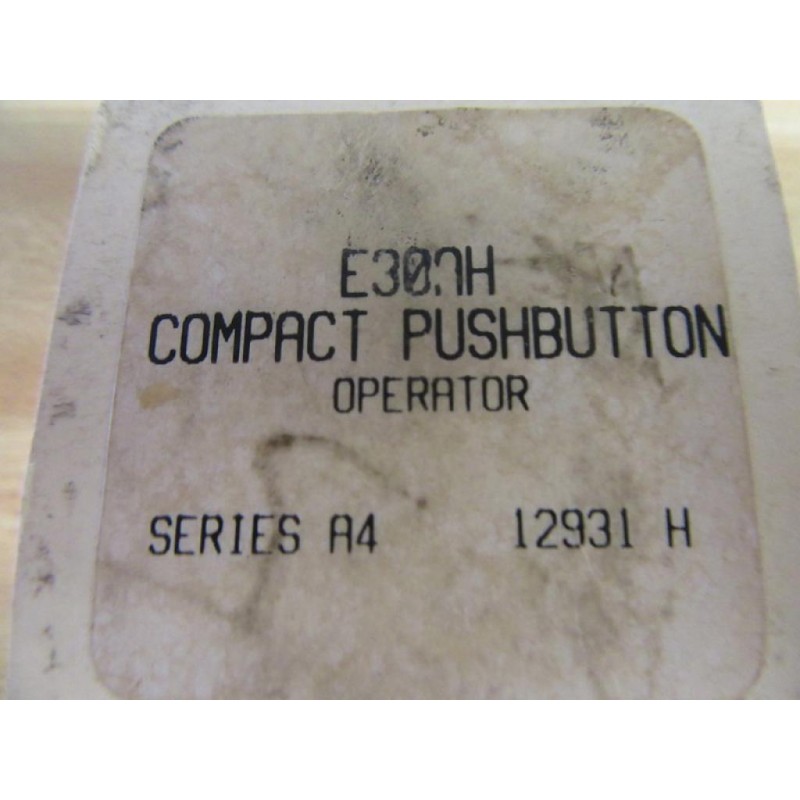 COMPACT PUSHBUTTON
OPERATOR
SERIES A4 12931 H